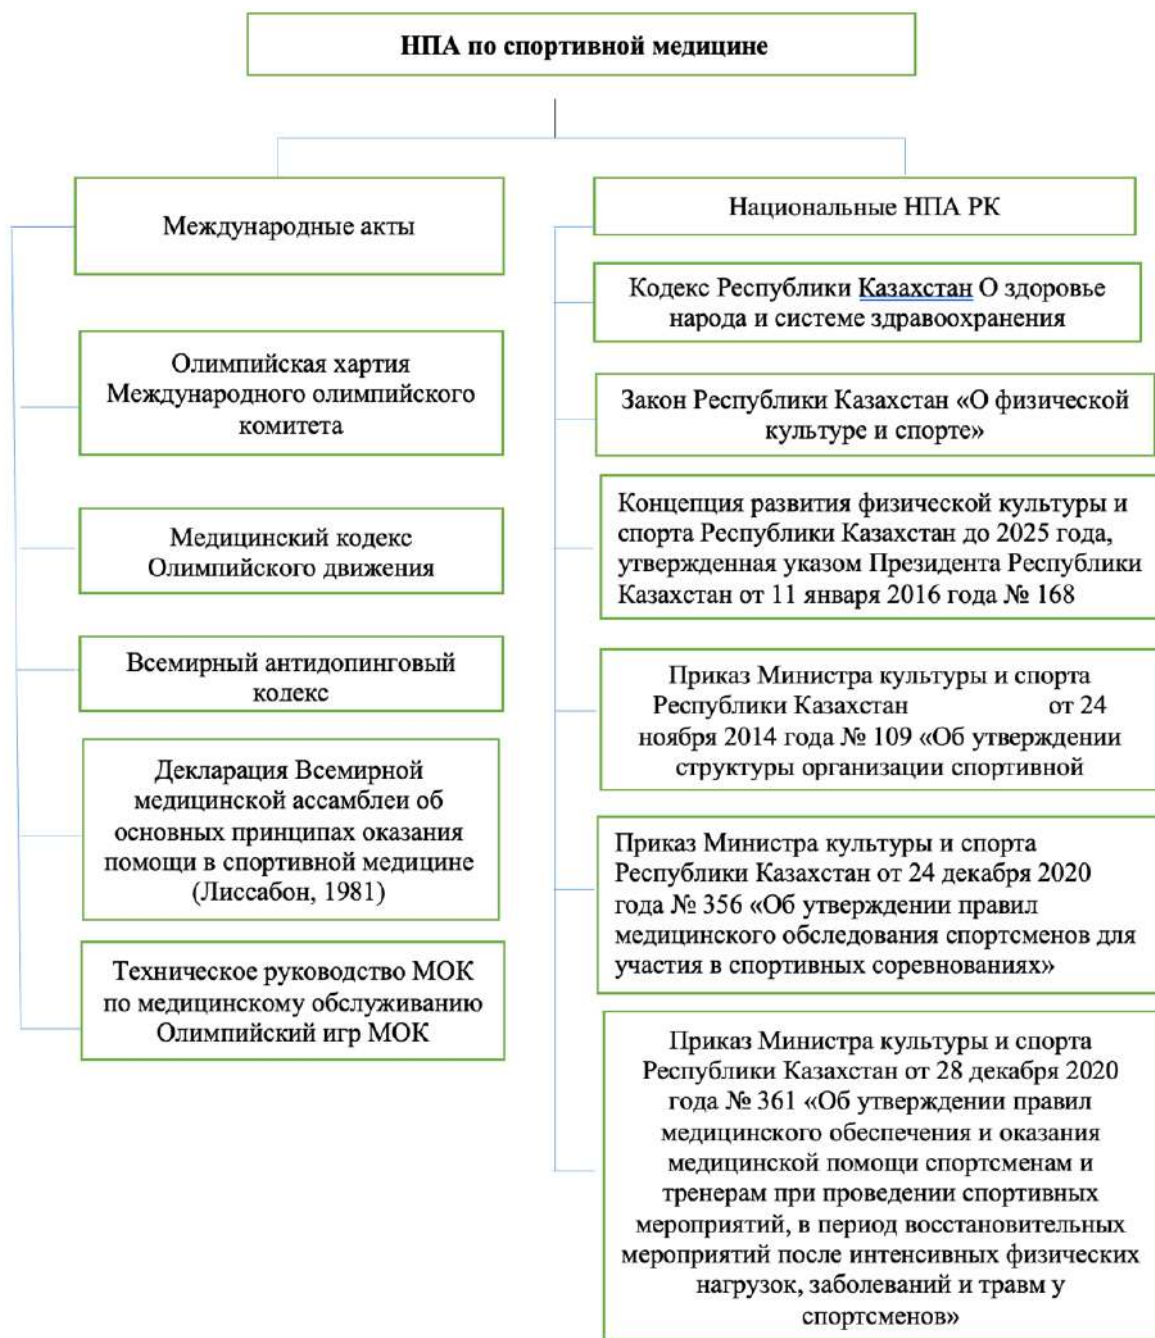 НПА по спортивной медицине
Международные акты
Олимпийская хартия
Международного олимпийского
комитета
Медицинский кодекс
Олимпийского движения
Всемирный антидопинговый
кодекс
Декларация Всемирной
медицинской ассамблеи об
основных принципах оказания
помощи в спортивной медицине
(Лиссабон, 1981)
Техническое руководство МОК
по медицинскому обслуживанию
Олимпийский игр МОК
Национальные НПА РК
Кодекс Республики Казахстан О здоровье
народа и системе здравоохранения
Закон Республики Казахстан «О физической
культуре и спорте»
Концепция развития физической культуры и
спорта Республики Казахстан до 2025 года,
утвержденная указом Президента Республики
Казахстан от 11 января 2016 года № 168
Приказ Министра культуры и спорта
Республики Казахстан от 24
ноября 2014 года № 109 «Об утверждении
структуры организации спортивной
Приказ Министра культуры и спорта
Республики Казахстан от 24 декабря 2020
года № 356 «Об утверждении правил
медицинского обследования спортсменов для
участия в спортивных соревнованиях»
Приказ Министра культуры и спорта
Республики Казахстан от 28 декабря 2020
года № 361 «Об утверждении правил
медицинского обеспечения и оказания
медицинской помощи спортсменам и
тренерам при проведении спортивных
мероприятий, в период восстановительных
мероприятий после интенсивных физических
нагрузок, заболеваний и травм у
спортсменов»